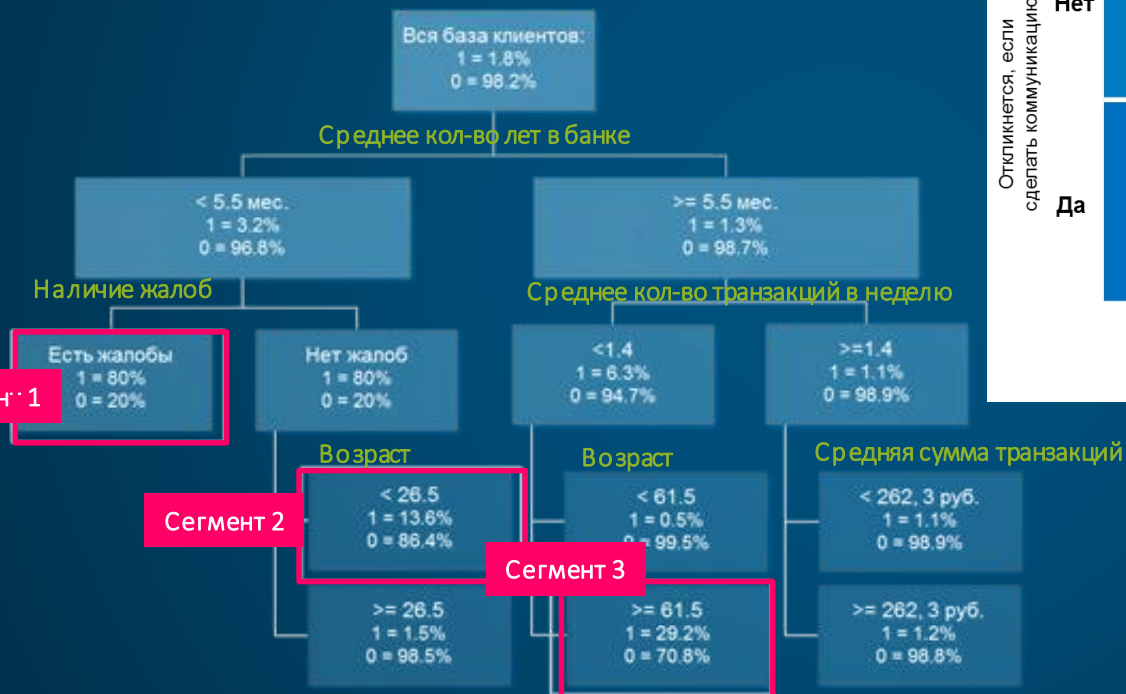 Вся база клиентов:
1 = 1.8%
0 = 98.2%
Среднее кол-во лет в банке
< 5.5 мес.
1 = 3.2%
0 = 96.8%
>= 5.5 мес.
1 = 1.3%
0 = 98.7%
Наличие жалоб
Среднее кол-во транзакций в неделю
Есть жалобы
1 = 80%
0 = 20%
Нет жалоб
1 = 80%
0 = 20%
<1.4
1 = 6.3%
0 = 94.7%
>=1.4
1 = 1.1%
0 = 98.9%
1
Возраст
Возраст
Средняя сумма транзакций
< 26.5
1 = 13.6%
0 = 86.4%
Сегмент 2
< 61.5
1 = 0.5%
0 = 99.5%
< 262, 3 руб.
1 = 1.1%
0 = 98.9%
Сегмент 3
>= 26.5
1 = 1.5%
0 = 98.5%
>= 61.5
1 = 29.2%
0 = 70.8%
>= 262, 3 руб.
1 = 1.2%
0 = 98.8%
Откликнется, если
сделать коммуникацию
Нет
Да